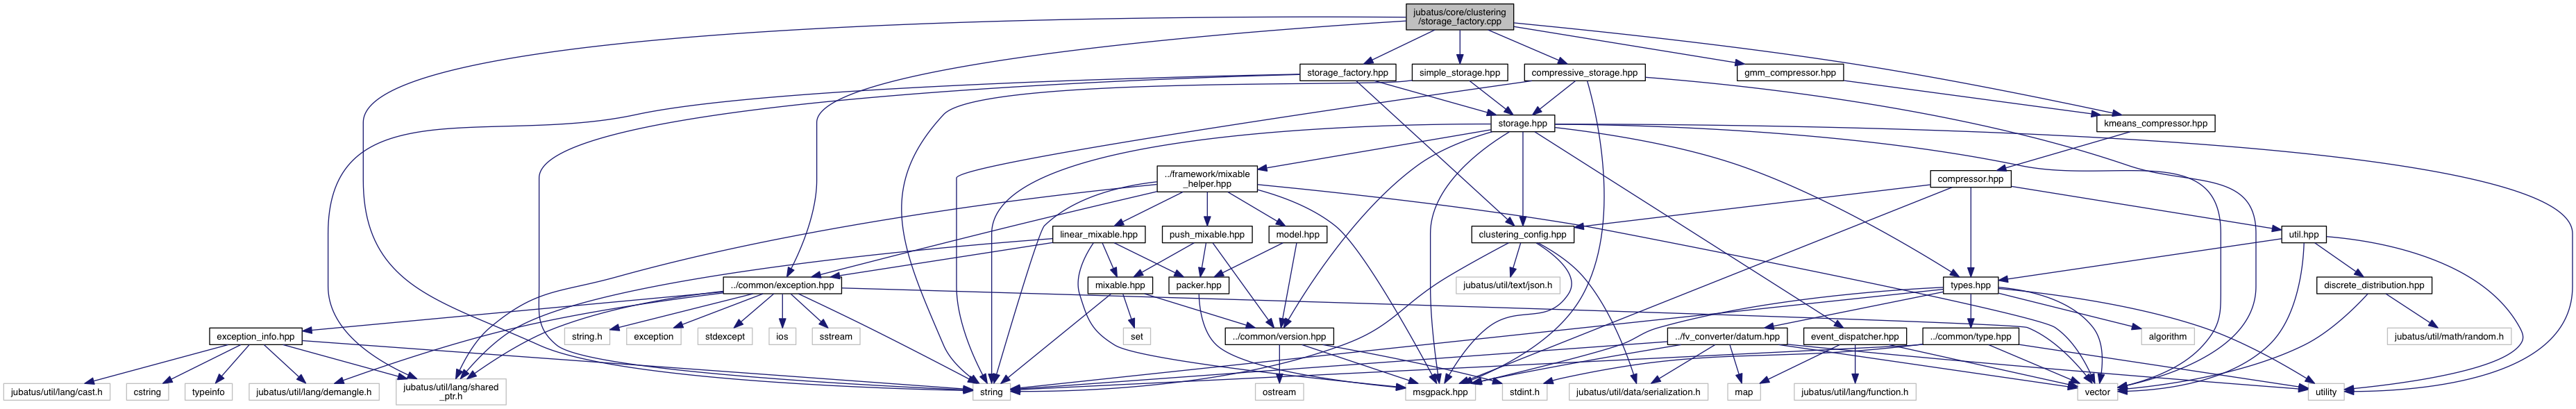 jubatus/core/clustering
/storage_factory.cpp
storage_factory.hpp
simple_storage.hpp
compressive_storage.hpp
gmm_compressor.hpp
storage.hpp
kmeans_compressor.hpp
../framework/mixable
_helper.hpp
compressor.hpp
linear_mixable.hpp
push_mixable.hpp
model.hpp
clustering_config.hpp
util.hpp
../common/exception.hpp
mixable.hpp
packer.hpp
jubatus/util/text/json.h
types.hpp
discrete_distribution.hpp
exception_info.hpp
string.h
exception
stdexcept
ios
sstream
set
../common/version.hpp
../fv_converter/datum.hpp
event_dispatcher.hpp
../common/type.hpp
algorithm
jubatus/util/math/random.h
jubatus/util/lang/cast.h
cstring
typeinfo
jubatus/util/lang/demangle.h
jubatus/util/lang/shared
_ptr.h
string
ostream
msgpack.hpp
stdint.h
jubatus/util/data/serialization.h
map
jubatus/util/lang/function.h
vector
utility